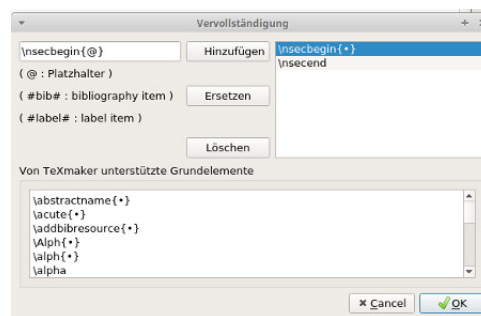 Vervollständigung
\nsecbegin{@}
Hinzufügen
\nsecbegin{•}
\nsecend
( @ : Platzhalter )
( #bib# : bibliography item )
Ersetzen
( #label# : label item )
Löschen
Von TeXmaker unterstützte Grundelemente
\abstractname{•}
\acute{•}
\addbibresource{•}
\Alph{•}
\alph{•}
\alpha
Cancel
OK